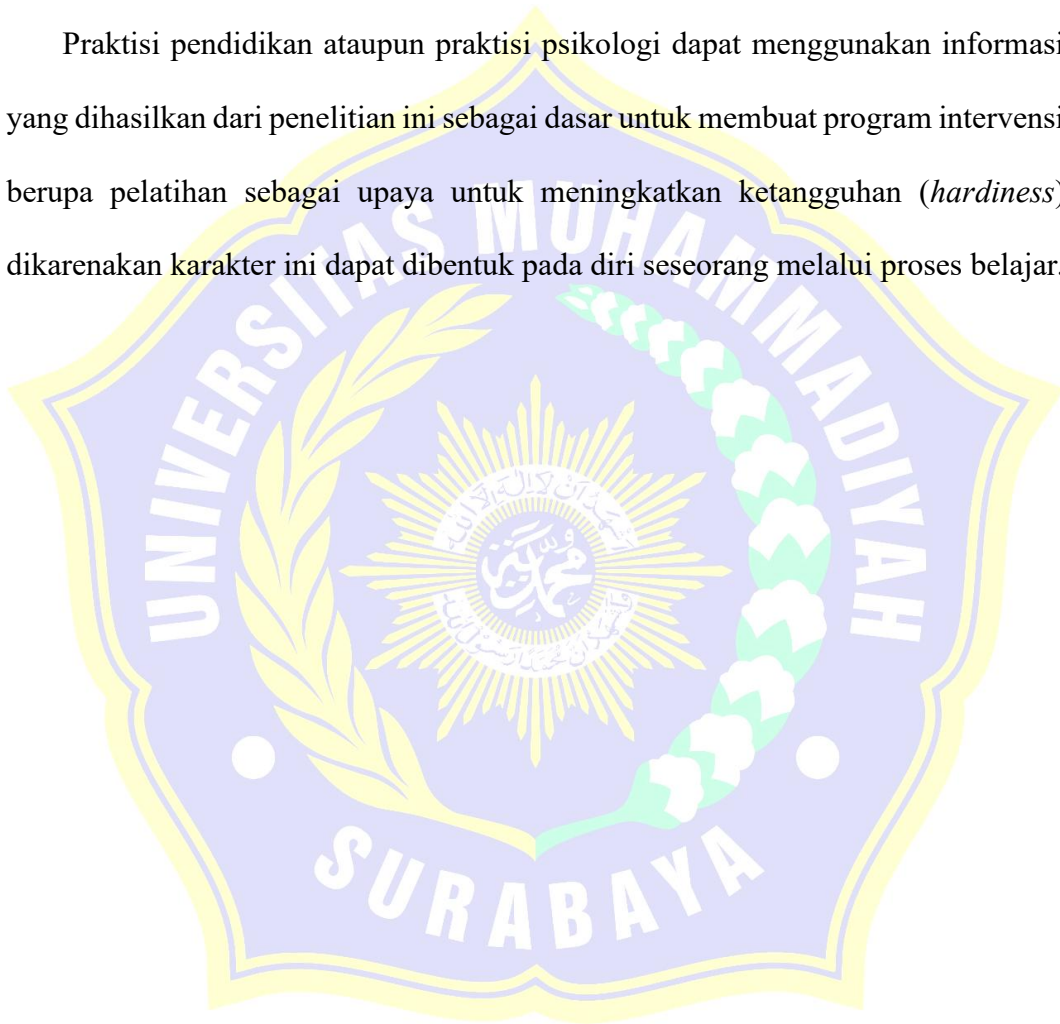 Praktisi pendidikan ataupun praktisi psikologi dapat menggunakan informasi
yang dihasilkan dari penelitian ini sebagai dasar untuk membuat program intervensi
berupa pelatihan sebagai upaya untuk meningkatkan ketangguhan (hardiness)
dikarenakan karakter ini dapat dibentuk pada diri seseorang melalui proses belajar.
UNIVERSITAS MUHAMMADIYAH
SURABAYA